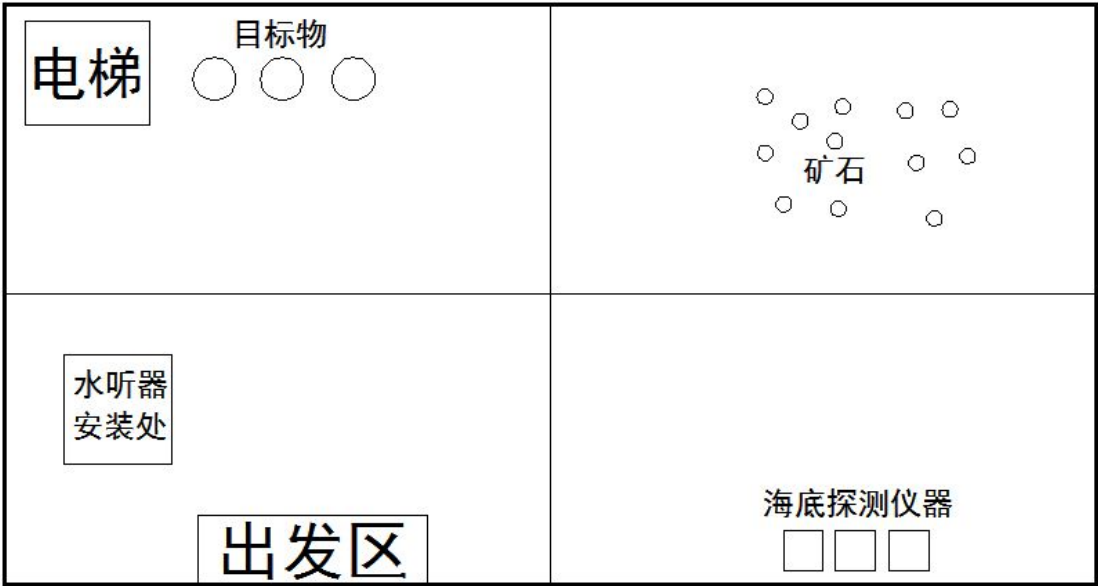 电梯
目标物
矿石
水听器
安装处
出发区
海底探测仪器